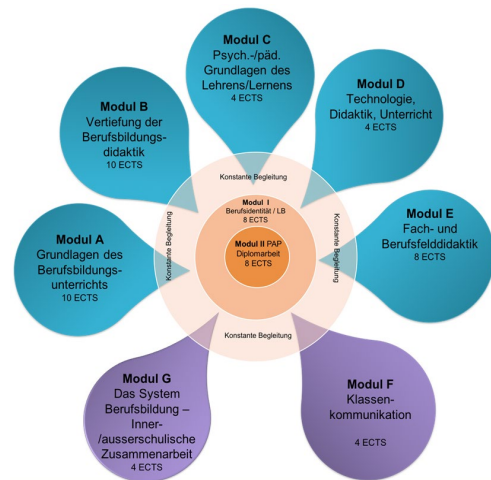 Modul C
Psych.-/päd.
Grundlagen des
Lehrens/Lernens
4 ECTS
Modul B
Vertiefung der
Berufsbildungs-
didaktik
10 ECTS
Modul D
Technologie,
Didaktik, Unterricht
4 ECTS
Modul A
Grundlagen des
Berufsbildungs-
unterrichts
10 ECTS
Modul E
Fach- und
Berufsfelddidaktik
8 ECTS
Konstante Begleitung
Konstante Begleitung
Konstante Begleitung
Konstante Begleitung
Modul I
Berufsidentität / LB
8 ECTS
Modul II PAP
Diplomarbeit
8 ECTS
Modul G
Das System
Berufsbildung –
Inner-
/ausserschulische
Zusammenarbeit
4 ECTS
Modul F
Klassen-
kommunikation
4 ECTS